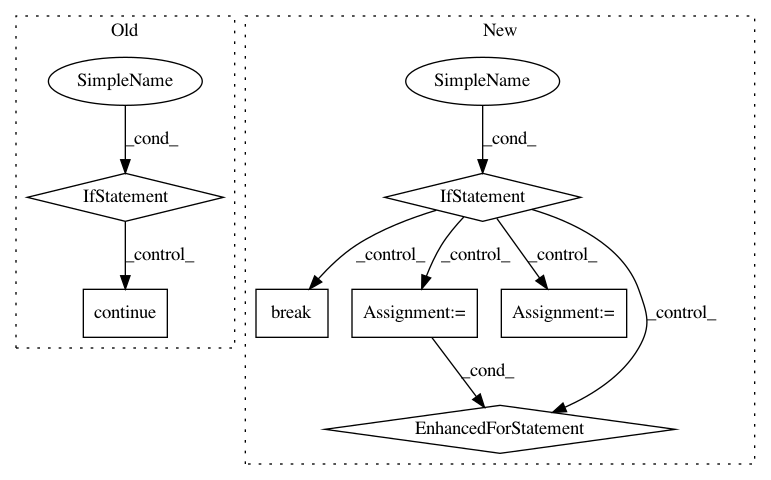 Old
New
SimpleName
SimpleName
_cond_
_cond_
IfStatement
IfStatement
_control_
_control_
_control_
_control_
_control_
continue
break
Assignment:=
Assignment:=
_cond_
EnhancedForStatement